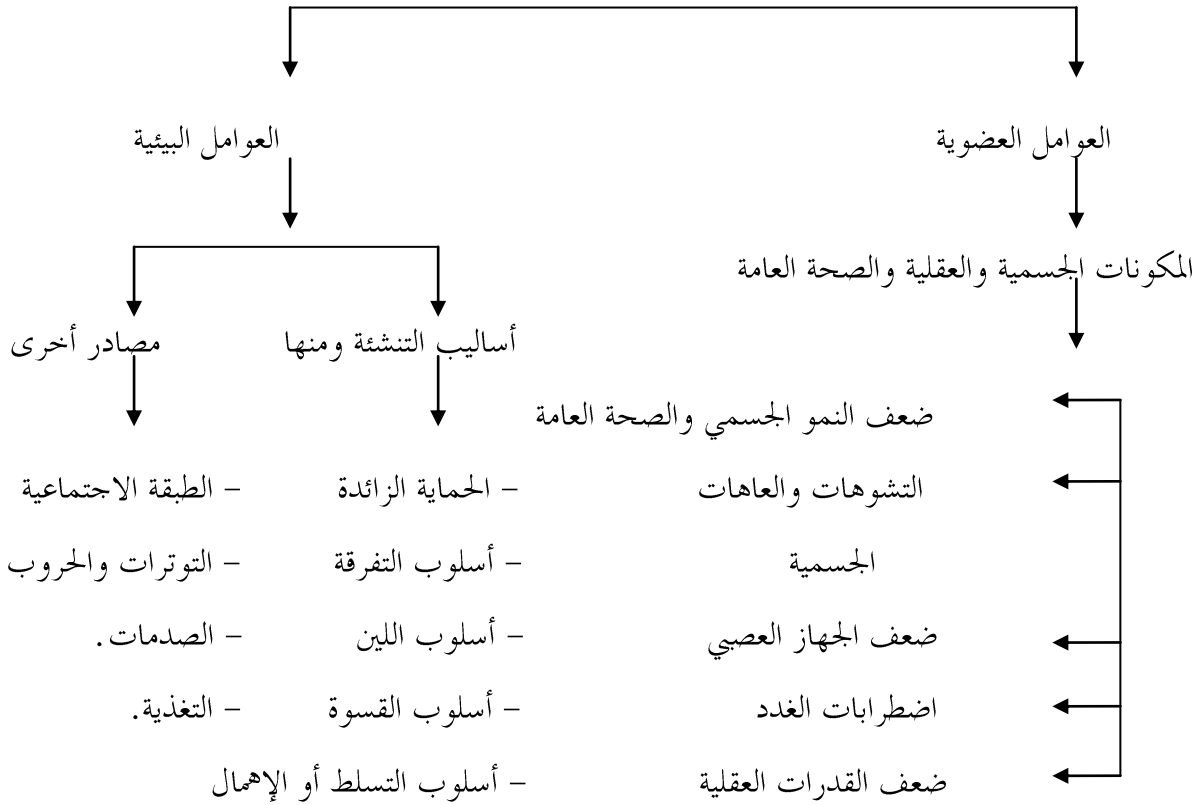 العوامل العضوية
العوامل البيئية
المكونات الجسمية والعقلية والصحة العامة
أساليب التنشئة ومنها
مصادر أخرى
ضعف النمو الجسمي والصحة العامة
التشوهات والعاهات
الجسمية
ضعف الجهاز العصبي
اضطرابات الغدد
ضعف القدرات العقلية
– الحماية الزائدة
– أسلوب التفرقة
– أسلوب اللين
– أسلوب القسوة
– أسلوب التسلط أو الإهمال
– الطبقة الاجتماعية
– التوترات والحروب
– الصدمات.
– التغذية.